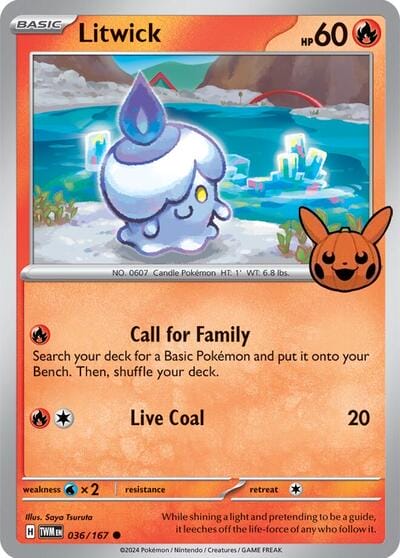 BASIC
Litwick
HP 60
NO. 0607 Candle Pokémon HT: 1' WT: 6.8 lbs.
Call for Family
Search your deck for a Basic Pokémon and put it onto your
Bench. Then, shuffle your deck.
Live Coal 20
weakness ×2 resistance retreat
Illus. Saya Tsuruta
H TWM EN 036/167
While shining a light and pretending to be a guide,
it leeches off the life-force of any who follow it.
©2024 Pokémon / Nintendo / Creatures / GAME FREAK